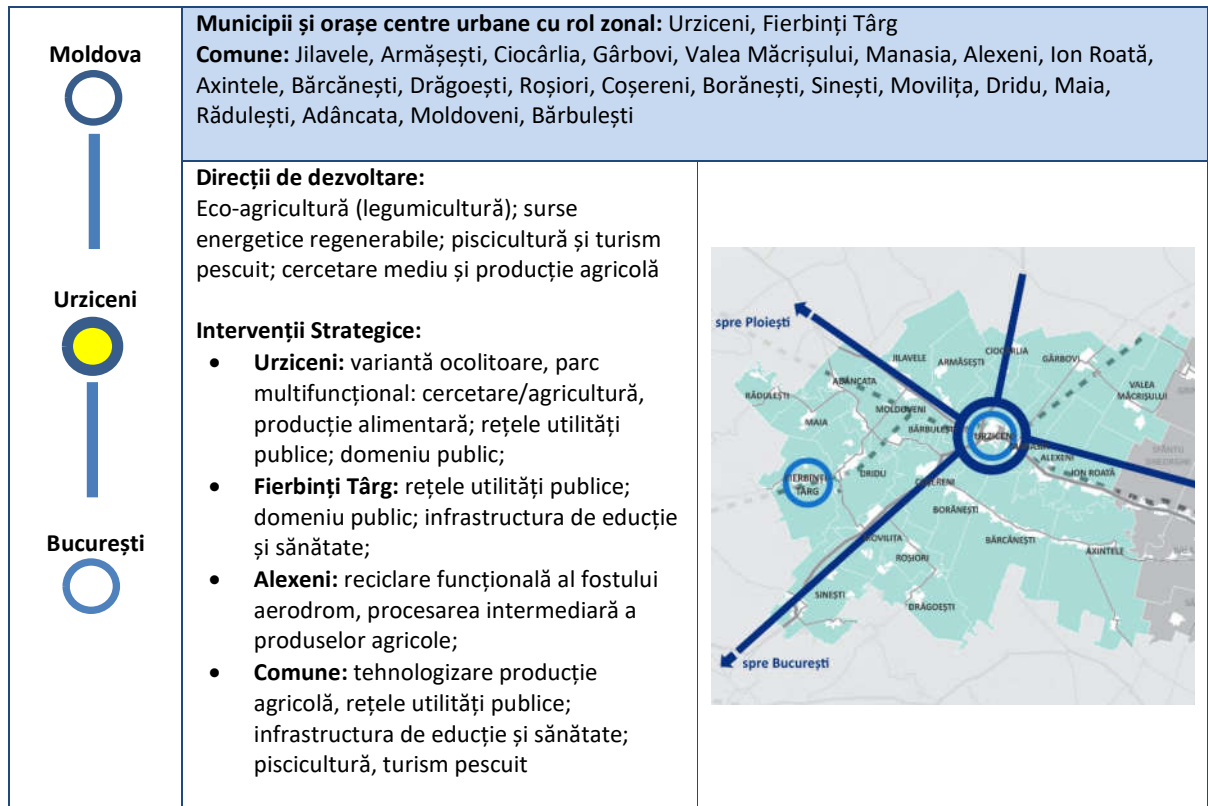 Moldova
Urziceni
București
Municipii și orașe centre urbane cu rol zonal: Urziceni, Fierbinți Târg
Comune: Jilavele, Armășești, Ciocârlia, Gârbovi, Valea Măcrișului, Manasia, Alexeni, Ion Roată,
Axintele, Bărcănești, Drăgoești, Roșiori, Coșereni, Borănești, Sinești, Movilița, Dridu, Maia,
Rădulești, Adâncata, Moldoveni, Bărbulești
Direcții de dezvoltare:
Eco-agricultură (legumicultură); surse
energetice regenerabile; piscicultură și turism
pescuit; cercetare mediu și producție agricolă
Intervenții Strategice:
• Urziceni: variantă ocolitoare, parc
multifuncțional: cercetare/agricultură,
producție alimentară; rețele utilități
publice; domeniu public;
• Fierbinți Târg: rețele utilități publice;
domeniu public; infrastructura de educție
și sănătate;
• Alexeni: reciclare funcțională al fostului
aerodrom, procesarea intermediară a
produselor agricole;
• Comune: tehnologizare producție
agricolă, rețele utilități publice;
infrastructura de educție și sănătate;
piscicultură, turism pescuit
spre Ploiești
JILAVELE
ARMĂȘEȘTI
CIOCÂRLIA
GÂRBOVI
ADÂNCATA
VALEA
MĂCRIȘULUI
RĂDULEȘTI
MOLDOVENI
MAIA
BĂRBULEȘTI
URZICENI
SFÂNTU
GHEORGHE
ALEXENI
ION ROATĂ
DRIDU
FIERBINȚI
TÂRG
COȘERENI
BORĂNEȘTI
MOVILITA
BĂRCĂNEȘTI
AXINTELE
ROȘIORI
SINEȘTI
DRĂGOEȘTI
spre București